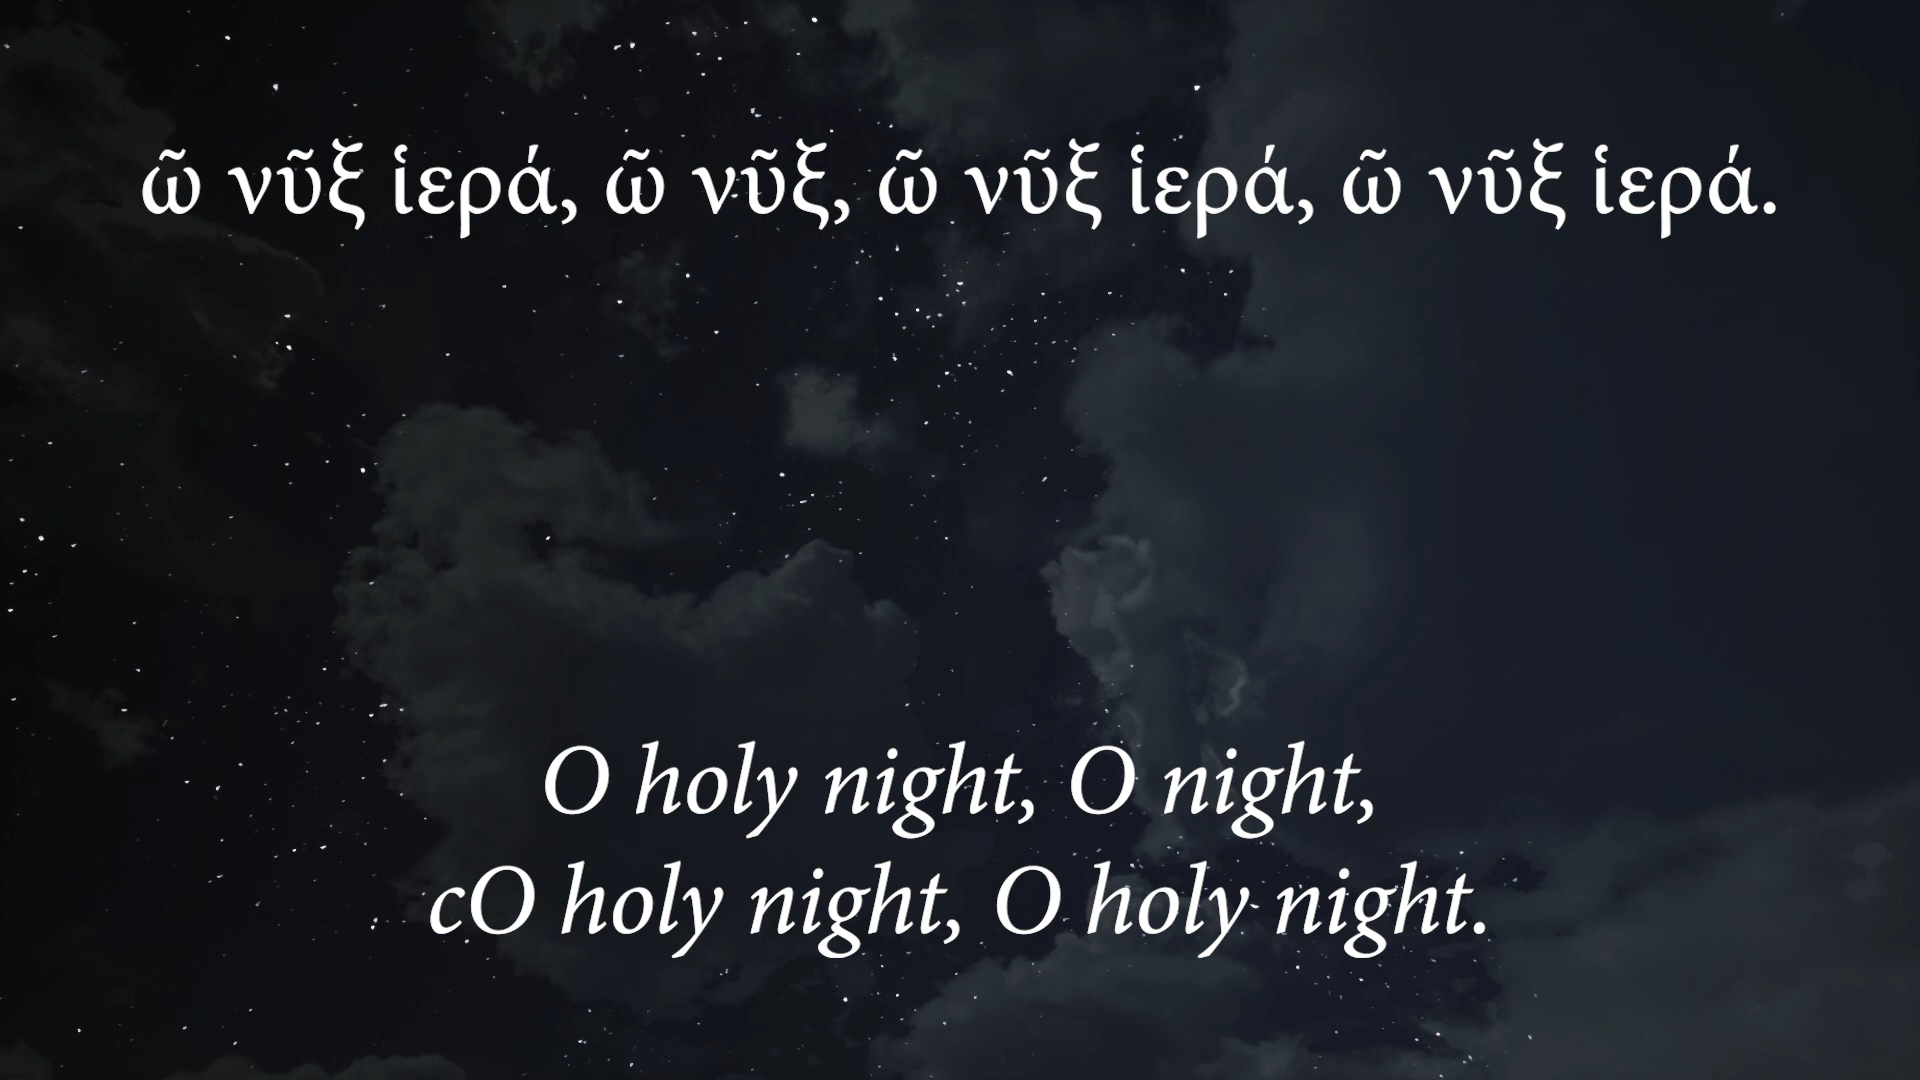 ω̃ νυ̃ξ ἱερά, ω̃ νυ̃ξ, ω̃ νυ̃ξ ἱερά, ω̃ νυ̃ξ ἱερά.
O holy night, O night,
cO holy night, O holy night.